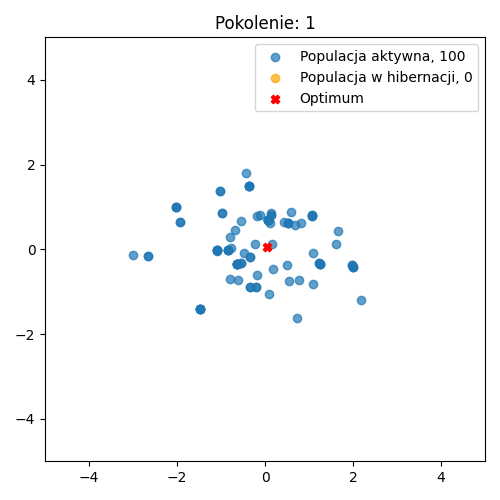 Pokolenie: 1
Populacja aktywna, 100
Populacja w hibernacji, 0
Optimum
4
2
0
−2
−4
−4 −2 0 2 4